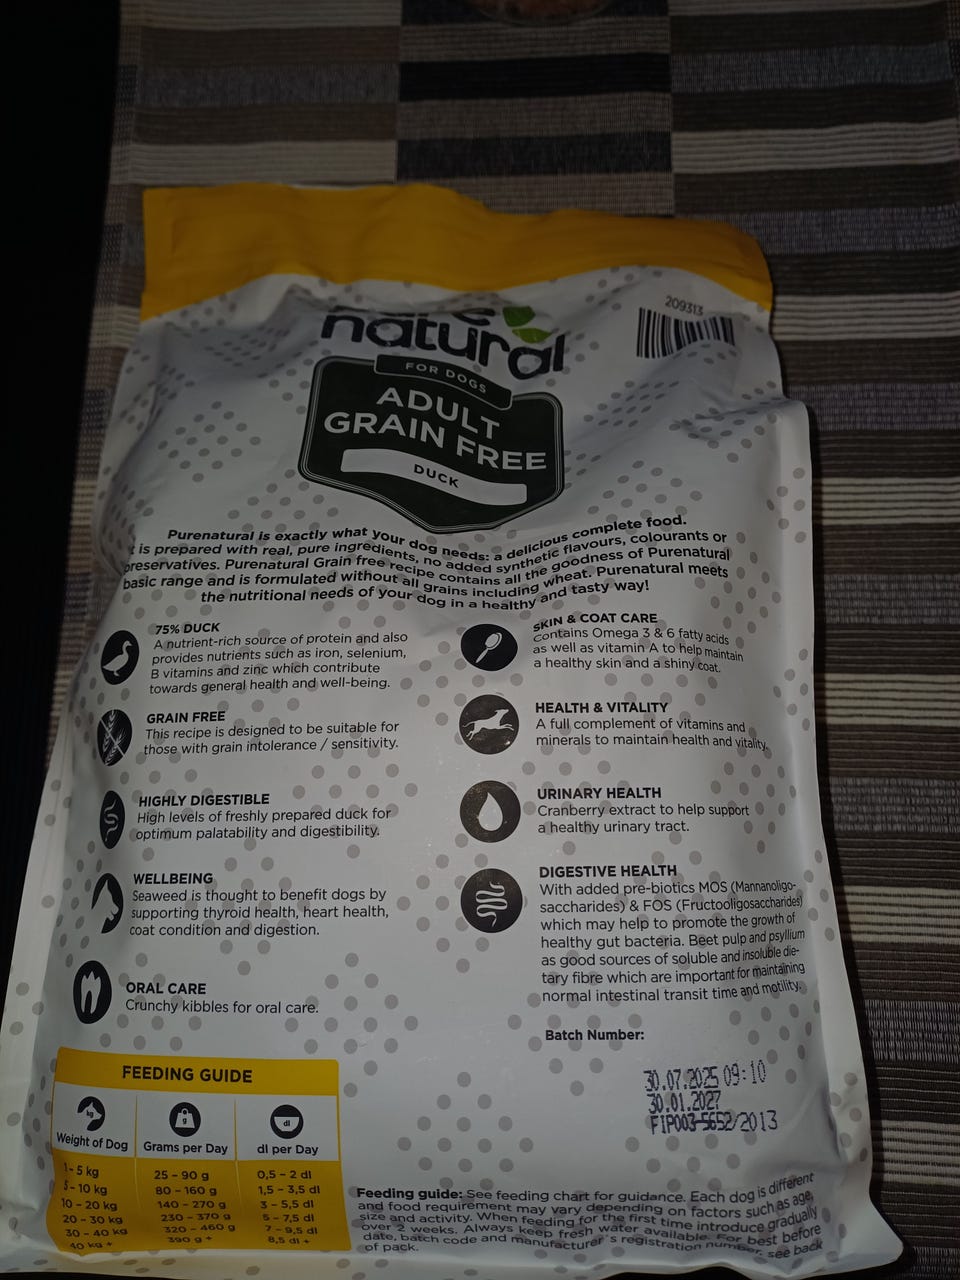 209313
natural
FOR DOGS
ADULT
GRAIN FREE
DUCK
Purenatural is exactly what your dog needs: a delicious complete food.
is prepared with real, pure ingredients, no added synthetic flavours, colourants or
preservatives. Purenatural Grain free recipe contains all the goodness of Purenatural
basic range and is formulated without all grains including wheat. Purenatural meets
the nutritional needs of your dog in a healthy and tasty way!
75% DUCK
A nutrient-rich source of protein and also
provides nutrients such as iron, selenium,
B vitamins and zinc which contribute
towards general health and well-being.
GRAIN FREE
This recipe is designed to be suitable for
those with grain intolerance / sensitivity.
HIGHLY DIGESTIBLE
High levels of freshly prepared duck for
optimum palatability and digestibility.
WELLBEING
Seaweed is thought to benefit dogs by
supporting thyroid health, heart health,
coat condition and digestion.
ORAL CARE
Crunchy kibbles for oral care.
SKIN & COAT CARE
Contains Omega 3 & 6 fatty acids
as well as vitamin A to help maintain
a healthy skin and a shiny coat.
HEALTH & VITALITY
A full complement of vitamins and
minerals to maintain health and vitality.
URINARY HEALTH
Cranberry extract to help support
a healthy urinary tract.
DIGESTIVE HEALTH
With added pre-biotics MOS (Mannanoligo-
saccharides) & FOS (Fructooligosaccharides)
which may help to promote the growth of
healthy gut bacteria. Beet pulp and psyllium
as good sources of soluble and insoluble die-
tary fibre which are important for maintaining
normal intestinal transit time and motility.
Batch Number:
30.07.2025 09:10
30.01.2027
FIP003-5652/2013
FEEDING GUIDE
kg g dl
Weight of Dog Grams per Day dl per Day
1 - 5 kg 25 - 90 g 0,5 - 2 dl
5 - 10 kg 80 - 160 g 1,5 - 3,5 dl
10 - 20 kg 140 - 270 g 3 - 5,5 dl
20 - 30 kg 230 - 370 g 5 - 7,5 dl
30 - 40 kg 320 - 460 g 7 - 9,5 dl
40 kg + 390 g + 8,5 dl +
Feeding guide: See feeding chart for guidance. Each dog is different
and food requirement may vary depending on factors such as age,
size and activity. When feeding for the first time introduce gradually
over 2 weeks. Always keep fresh water available. For best before
date, batch code and manufacturer's registration number, see back
of pack.